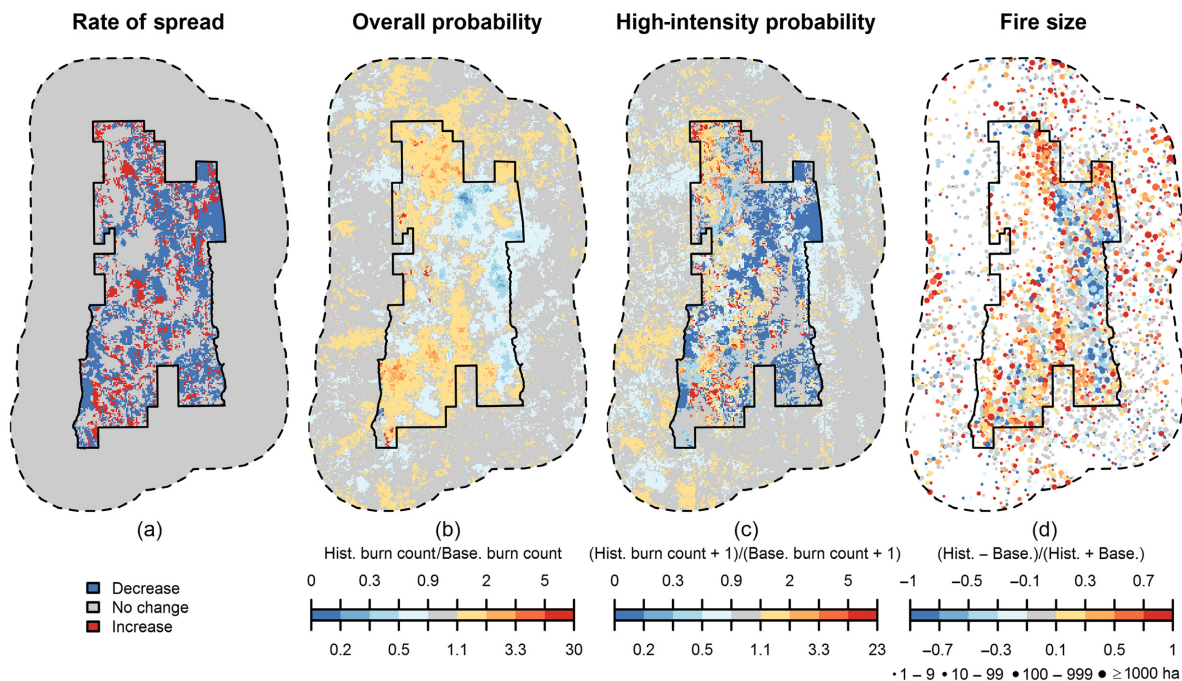 Rate of spread
Overall probability
High-intensity probability
Fire size
(a)
(b)
(c)
(d)
Decrease
No change
Increase
Hist. burn count/Base. burn count
0 0.3 0.9 2 5
0.2 0.5 1.1 3.3 30
(Hist. burn count + 1)/(Base. burn count + 1)
0 0.3 0.9 2 5
0.2 0.5 1.1 3.3 23
(Hist. − Base.)/(Hist. + Base.)
−1 −0.5 −0.1 0.3 0.7
−0.7 −0.3 0.1 0.5 1
1 − 9 10 − 99 100 − 999 ≥1000 ha